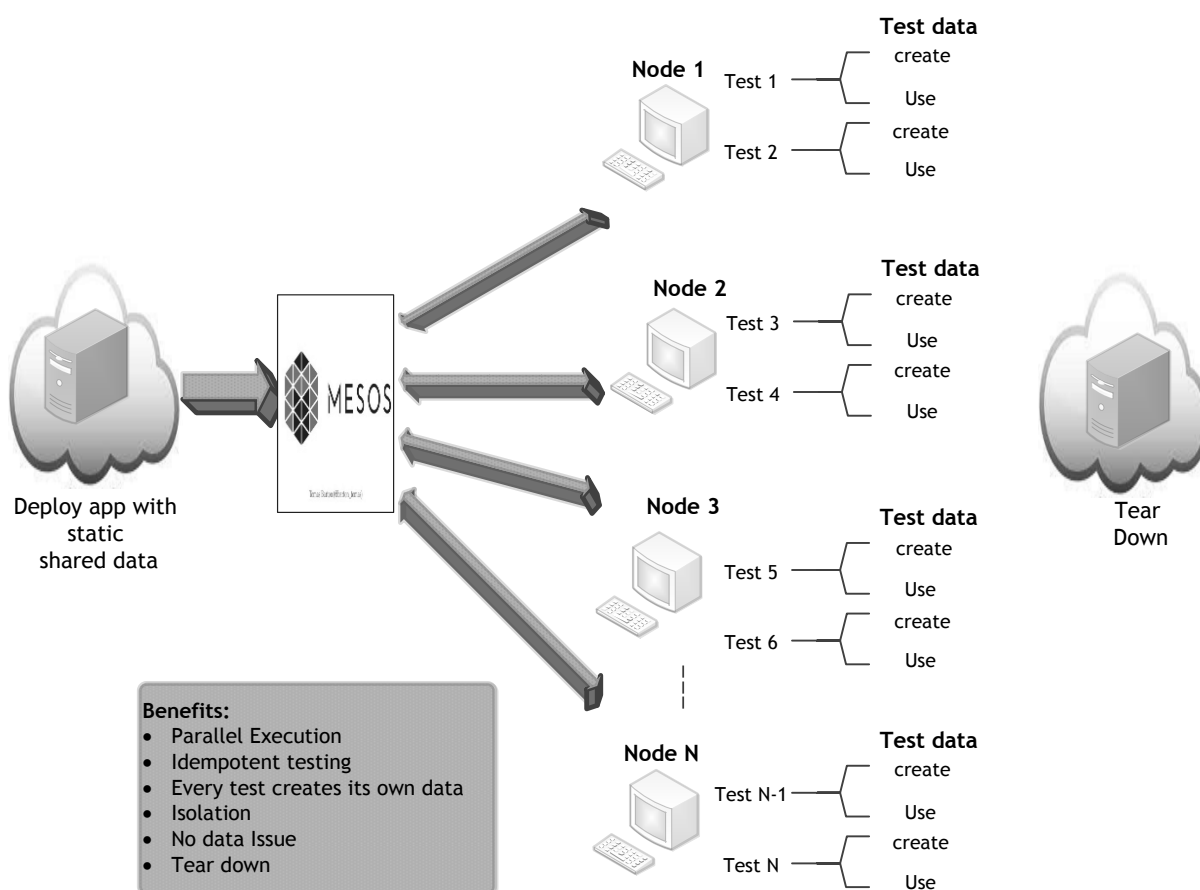 Test data
Node 1
Test 1
create
Use
Test 2
create
Use
Node 2
Test data
Test 3
create
Use
Test 4
create
Use
MESOS
Deploy app with
static
shared data
Node 3
Test data
Test 5
create
Use
Test 6
create
Use
Tear
Down
Benefits:
• Parallel Execution
• Idempotent testing
• Every test creates its own data
• Isolation
• No data Issue
• Tear down
Node N
Test data
Test N-1
create
Use
Test N
create
Use